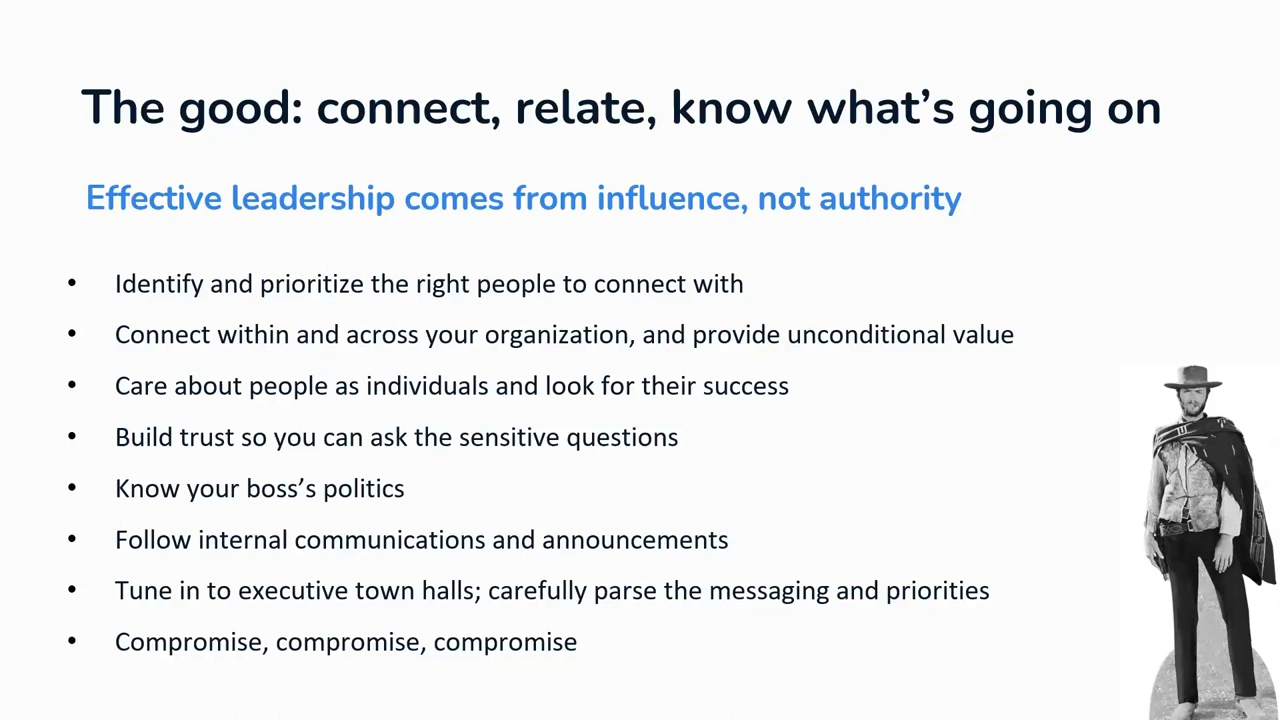 The good: connect, relate, know what’s going on
Effective leadership comes from influence, not authority
• Identify and prioritize the right people to connect with
• Connect within and across your organization, and provide unconditional value
• Care about people as individuals and look for their success
• Build trust so you can ask the sensitive questions
• Know your boss’s politics
• Follow internal communications and announcements
• Tune in to executive town halls; carefully parse the messaging and priorities
• Compromise, compromise, compromise